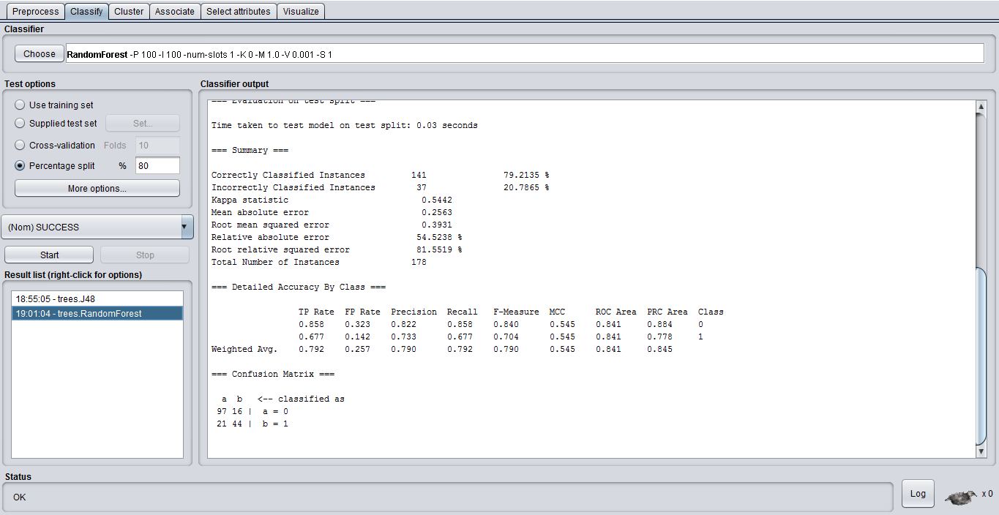 Preprocess Classify Cluster Associate Select attributes Visualize
Classifier
Choose RandomForest -P 100 -I 100 -num-slots 1 -K 0 -M 1.0 -V 0.001 -S 1
Test options
Use training set
Supplied test set Set...
Cross-validation Folds 10
Percentage split % 80
More options...
(Nom) SUCCESS
Start Stop
Result list (right-click for options)
18:55:05 - trees.J48
19:01:04 - trees.RandomForest
Classifier output
=== Evaluation on test split ===
Time taken to test model on test split: 0.03 seconds
=== Summary ===
Correctly Classified Instances 141 79.2135 %
Incorrectly Classified Instances 37 20.7865 %
Kappa statistic 0.5442
Mean absolute error 0.2563
Root mean squared error 0.3931
Relative absolute error 54.5238 %
Root relative squared error 81.5519 %
Total Number of Instances 178
=== Detailed Accuracy By Class ===
TP Rate FP Rate Precision Recall F-Measure MCC ROC Area PRC Area Class
0.858 0.323 0.822 0.858 0.840 0.545 0.841 0.884 0
0.677 0.142 0.733 0.677 0.704 0.545 0.841 0.778 1
Weighted Avg. 0.792 0.257 0.790 0.792 0.790 0.545 0.841 0.845
=== Confusion Matrix ===
a b <-- classified as
97 16 | a = 0
21 44 | b = 1
Status
OK
Log
x 0